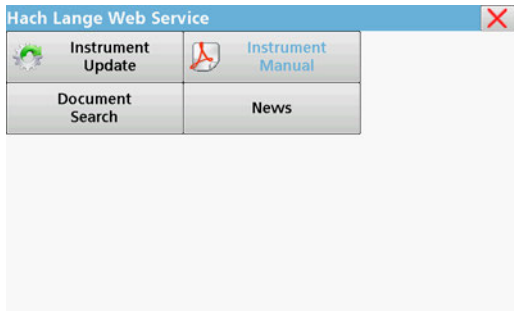 Hach Lange Web Service
Instrument
Update
Instrument
Manual
Document
Search
News